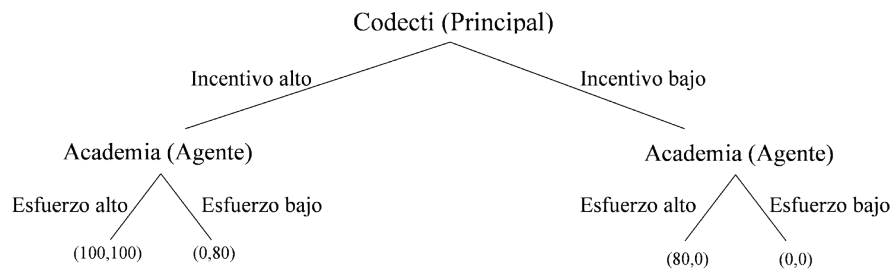 Codecti (Principal)
Incentivo alto
Incentivo bajo
Academia (Agente)
Academia (Agente)
Esfuerzo alto
Esfuerzo bajo
Esfuerzo alto
Esfuerzo bajo
(100,100)
(0,80)
(80,0)
(0,0)